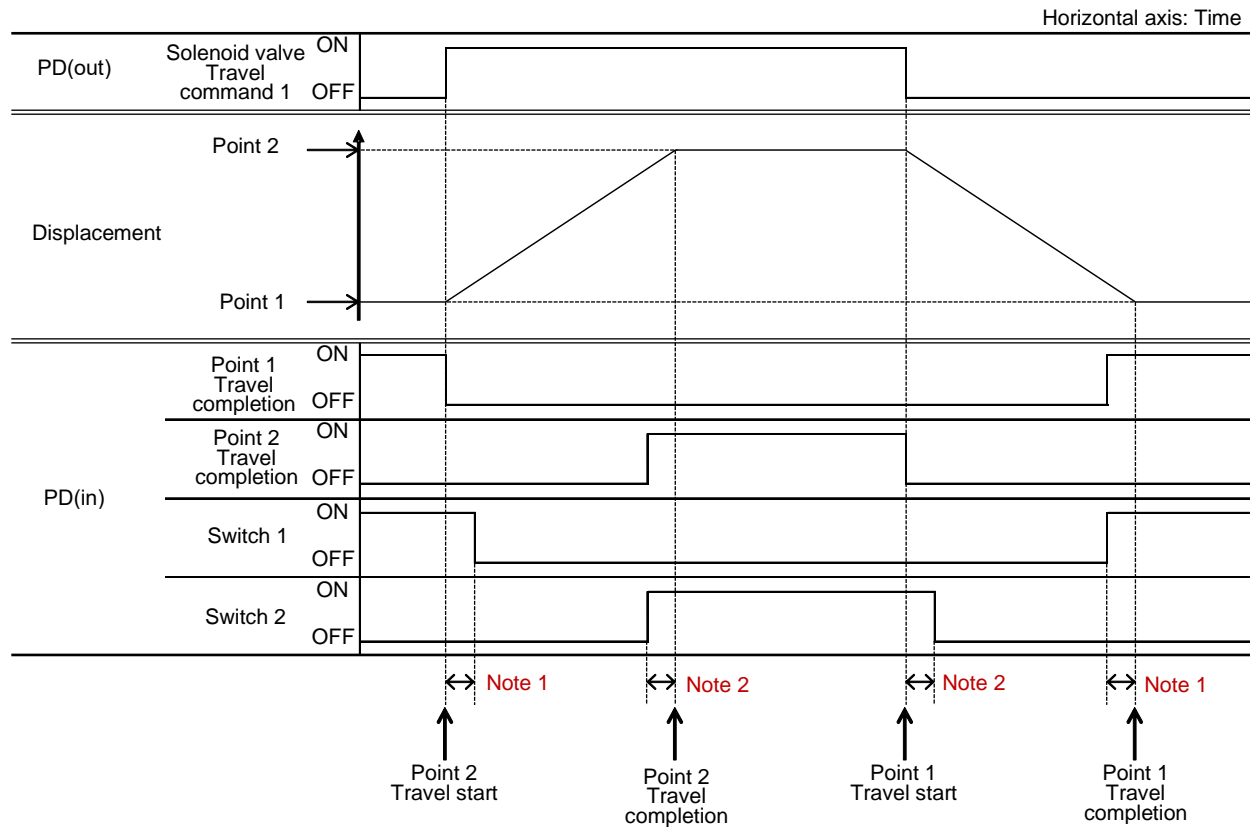 Horizontal axis: Time
PD(out)
Solenoid valve
Travel
command 1
ON
OFF
Displacement
Point 2
Point 1
PD(in)
Point 1
Travel
completion
ON
OFF
Point 2
Travel
completion
ON
OFF
Switch 1
ON
OFF
Switch 2
ON
OFF
Note 1
Note 2
Note 2
Note 1
Point 2
Travel start
Point 2
Travel
completion
Point 1
Travel start
Point 1
Travel
completion